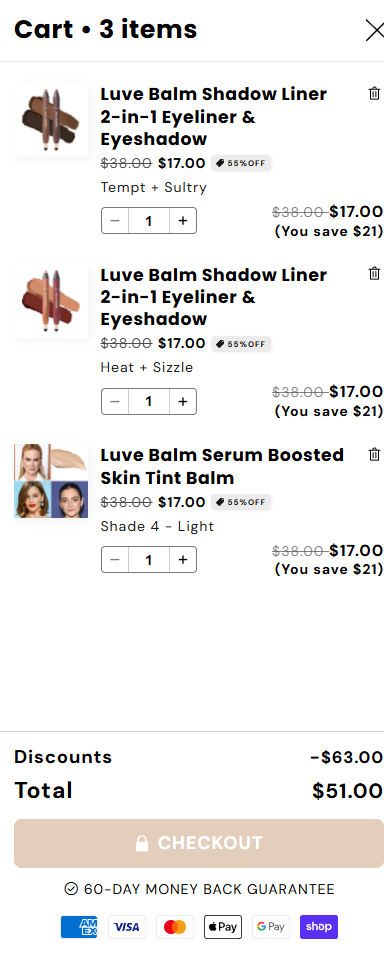 Cart • 3 items
Luve Balm Shadow Liner
2-in-1 Eyeliner &
Eyeshadow
$38.00 $17.00 55%OFF
Tempt + Sultry
− 1 +
$38.00 $17.00
(You save $21)
Luve Balm Shadow Liner
2-in-1 Eyeliner &
Eyeshadow
$38.00 $17.00 55%OFF
Heat + Sizzle
− 1 +
$38.00 $17.00
(You save $21)
Luve Balm Serum Boosted
Skin Tint Balm
$38.00 $17.00 55%OFF
Shade 4 - Light
− 1 +
$38.00 $17.00
(You save $21)
Discounts -$63.00
Total $51.00
CHECKOUT
60-DAY MONEY BACK GUARANTEE
AMEX VISA Pay G Pay shop